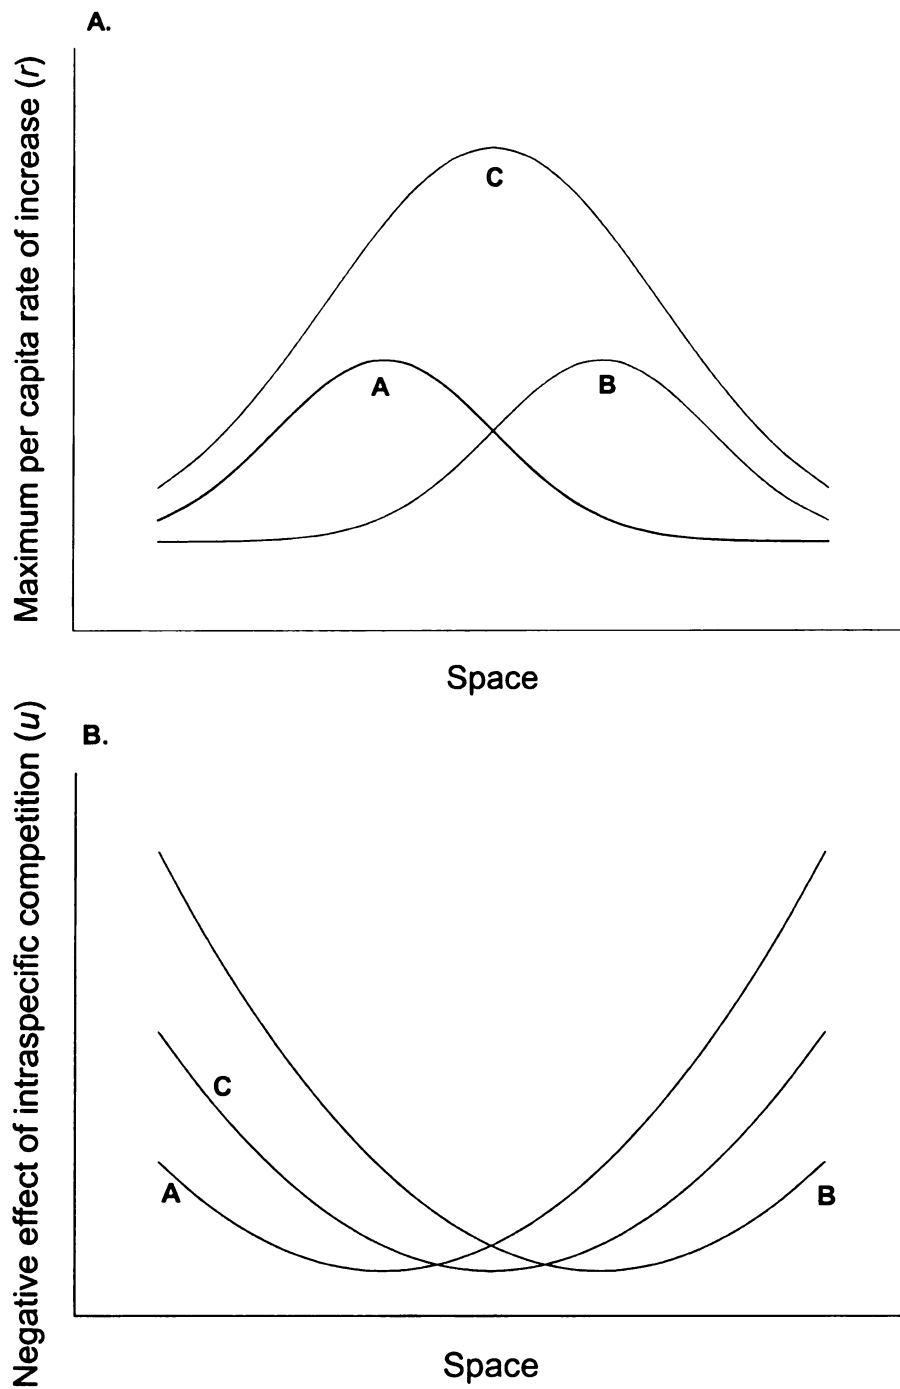 A.
Maximum per capita rate of increase (r)
C
A
B
Space
B.
Negative effect of intraspecific competition (u)
C
A
B
Space